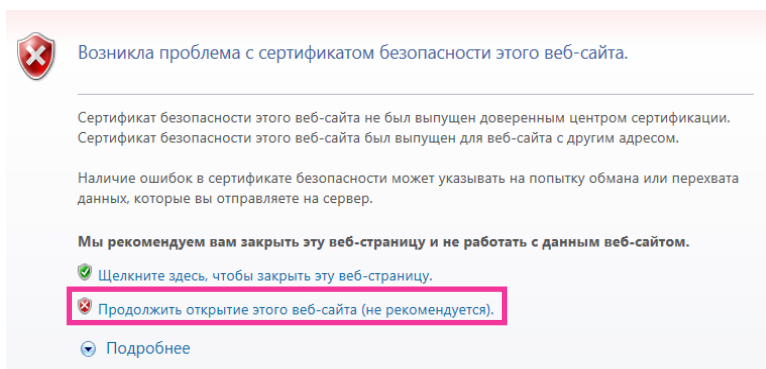 Возникла проблема с сертификатом безопасности этого веб-сайта.
Сертификат безопасности этого веб-сайта не был выпущен доверенным центром сертификации.
Сертификат безопасности этого веб-сайта был выпущен для веб-сайта с другим адресом.
Наличие ошибок в сертификате безопасности может указывать на попытку обмана или перехвата
данных, которые вы отправляете на сервер.
Мы рекомендуем вам закрыть эту веб-страницу и не работать с данным веб-сайтом.
Щелкните здесь, чтобы закрыть эту веб-страницу.
Продолжить открытие этого веб-сайта (не рекомендуется).
Подробнее